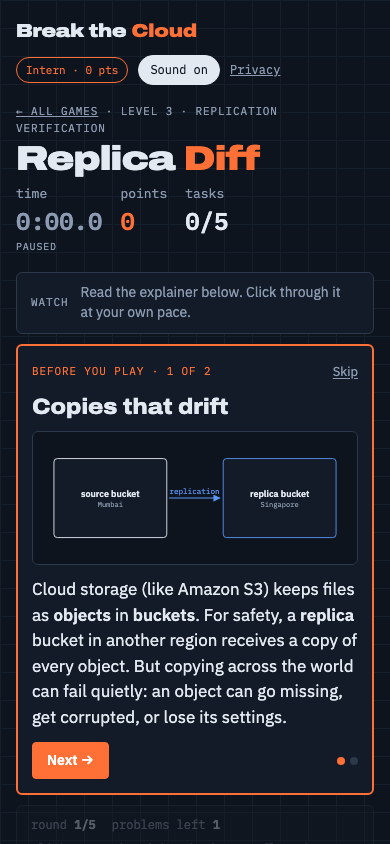 Break the Cloud
Intern · 0 pts
Sound on
Privacy
← ALL GAMES · LEVEL 3 · REPLICATION
VERIFICATION
Replica Diff
time points tasks
0:00.0 0 0/5
PAUSED
WATCH
Read the explainer below. Click through it
at your own pace.
BEFORE YOU PLAY · 1 OF 2
Skip
Copies that drift
source bucket
Mumbai
replication
replica bucket
Singapore
Cloud storage (like Amazon S3) keeps files
as objects in buckets. For safety, a replica
bucket in another region receives a copy of
every object. But copying across the world
can fail quietly: an object can go missing,
get corrupted, or lose its settings.
Next →
round 1/5 problems left 1